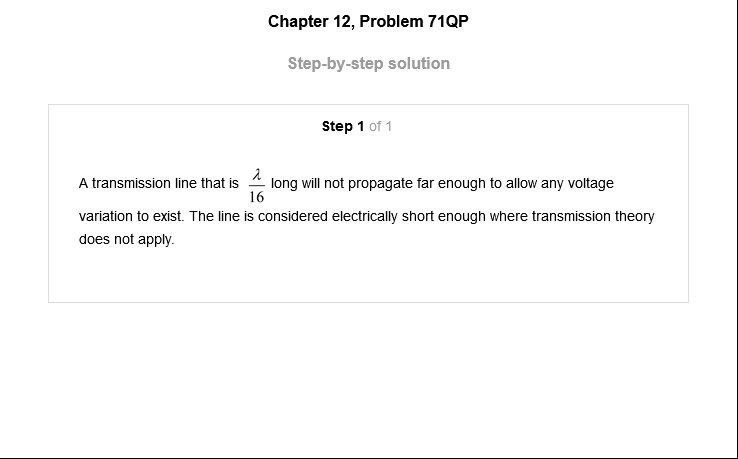 Chapter 12, Problem 71QP
Step-by-step solution
Step 1 of 1
A transmission line that is λ/16 long will not propagate far enough to allow any voltage
variation to exist. The line is considered electrically short enough where transmission theory
does not apply.